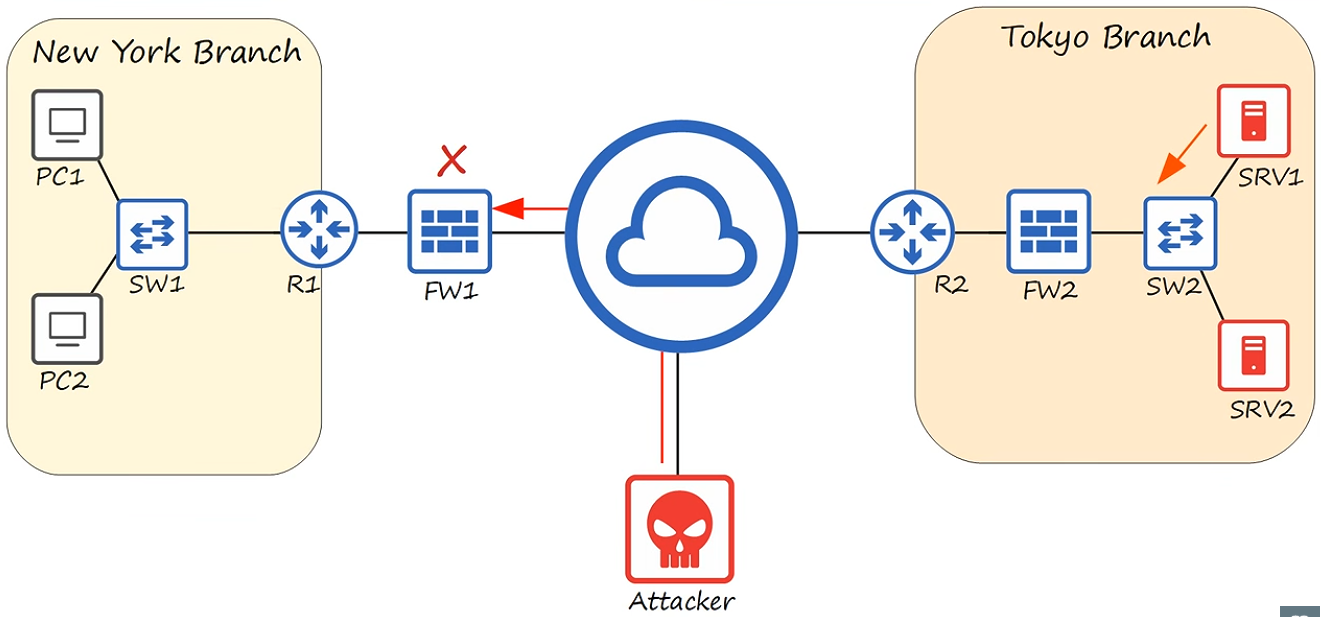 New York Branch
Tokyo Branch
PC1
SRV1
SW1
R1
FW1
R2
FW2
SW2
PC2
SRV2
Attacker